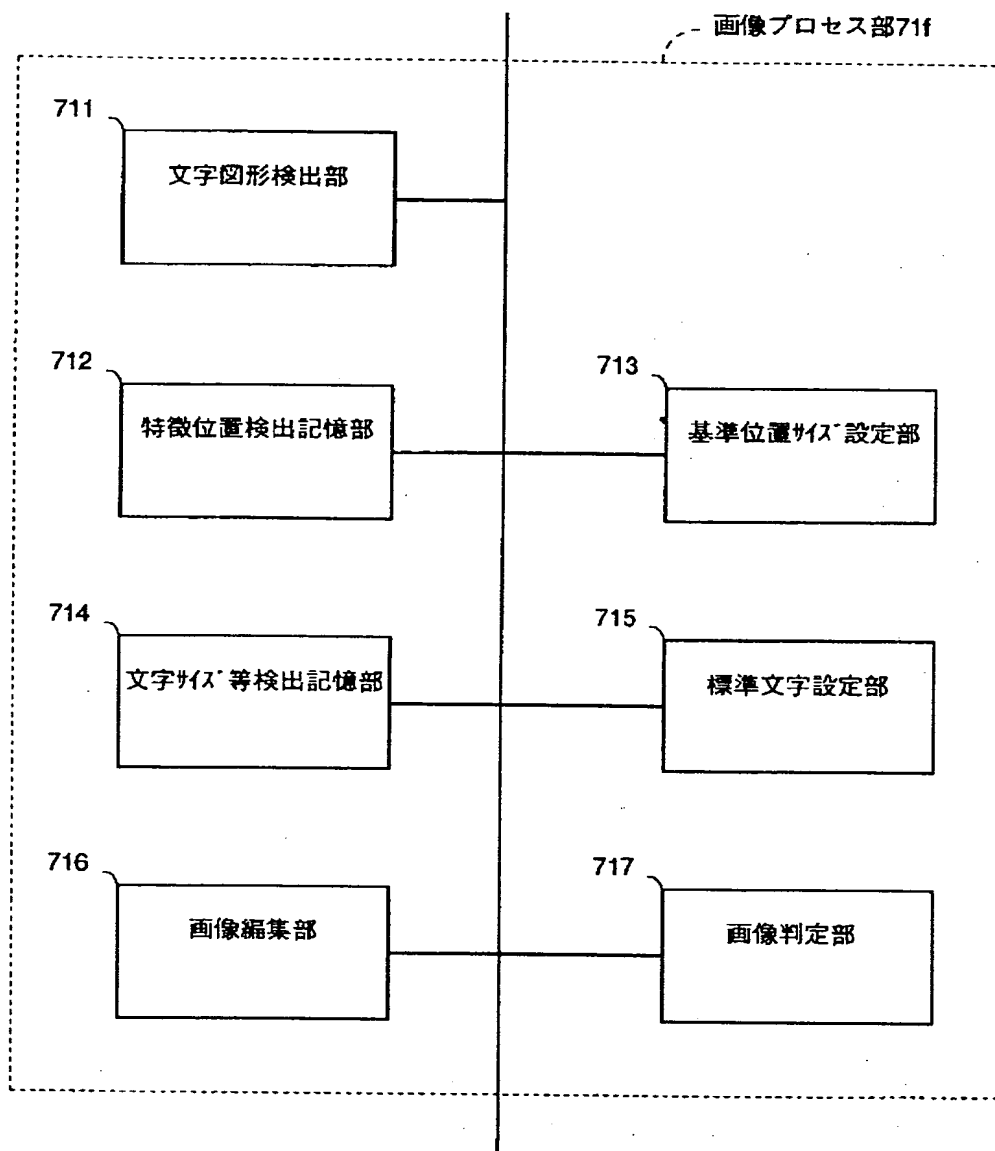 画像プロセス部71f
711
文字図形検出部
712
特徴位置検出記憶部
713
基準位置ｻｲｽﾞ設定部
714
文字ｻｲｽﾞ等検出記憶部
715
標準文字設定部
716
画像編集部
717
画像判定部